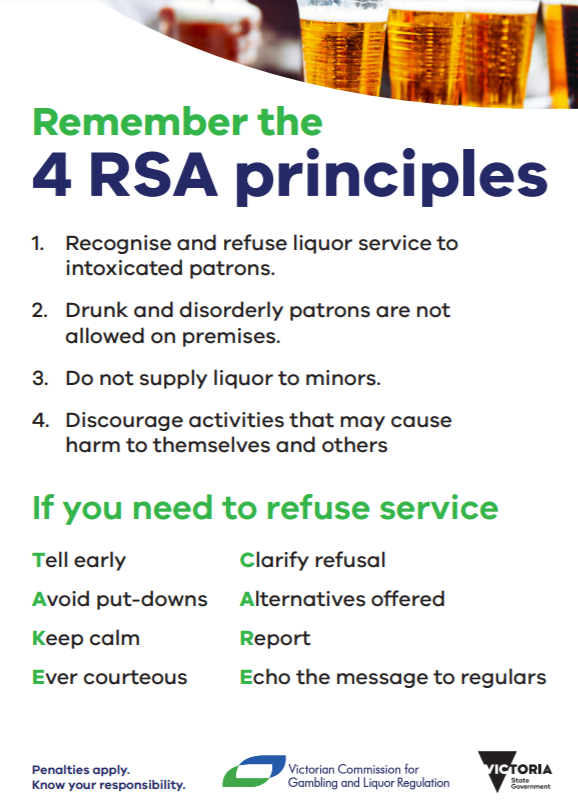 Remember the
4 RSA principles
1. Recognise and refuse liquor service to
intoxicated patrons.
2. Drunk and disorderly patrons are not
allowed on premises.
3. Do not supply liquor to minors.
4. Discourage activities that may cause
harm to themselves and others
If you need to refuse service
Tell early
Avoid put-downs
Keep calm
Ever courteous
Clarify refusal
Alternatives offered
Report
Echo the message to regulars
Penalties apply.
Know your responsibility.
Victorian Commission for
Gambling and Liquor Regulation
VICTORIA
State
Government